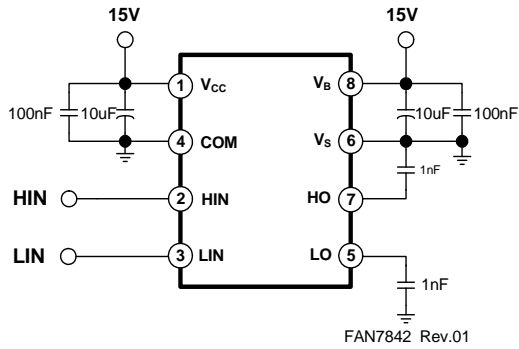 15V 15V
1 VCC VB 8
100nF 10uF 10uF 100nF
4 COM VS 6
1nF
HIN 2 HIN HO 7
LIN 3 LIN LO 5
1nF
FAN7842 Rev.01